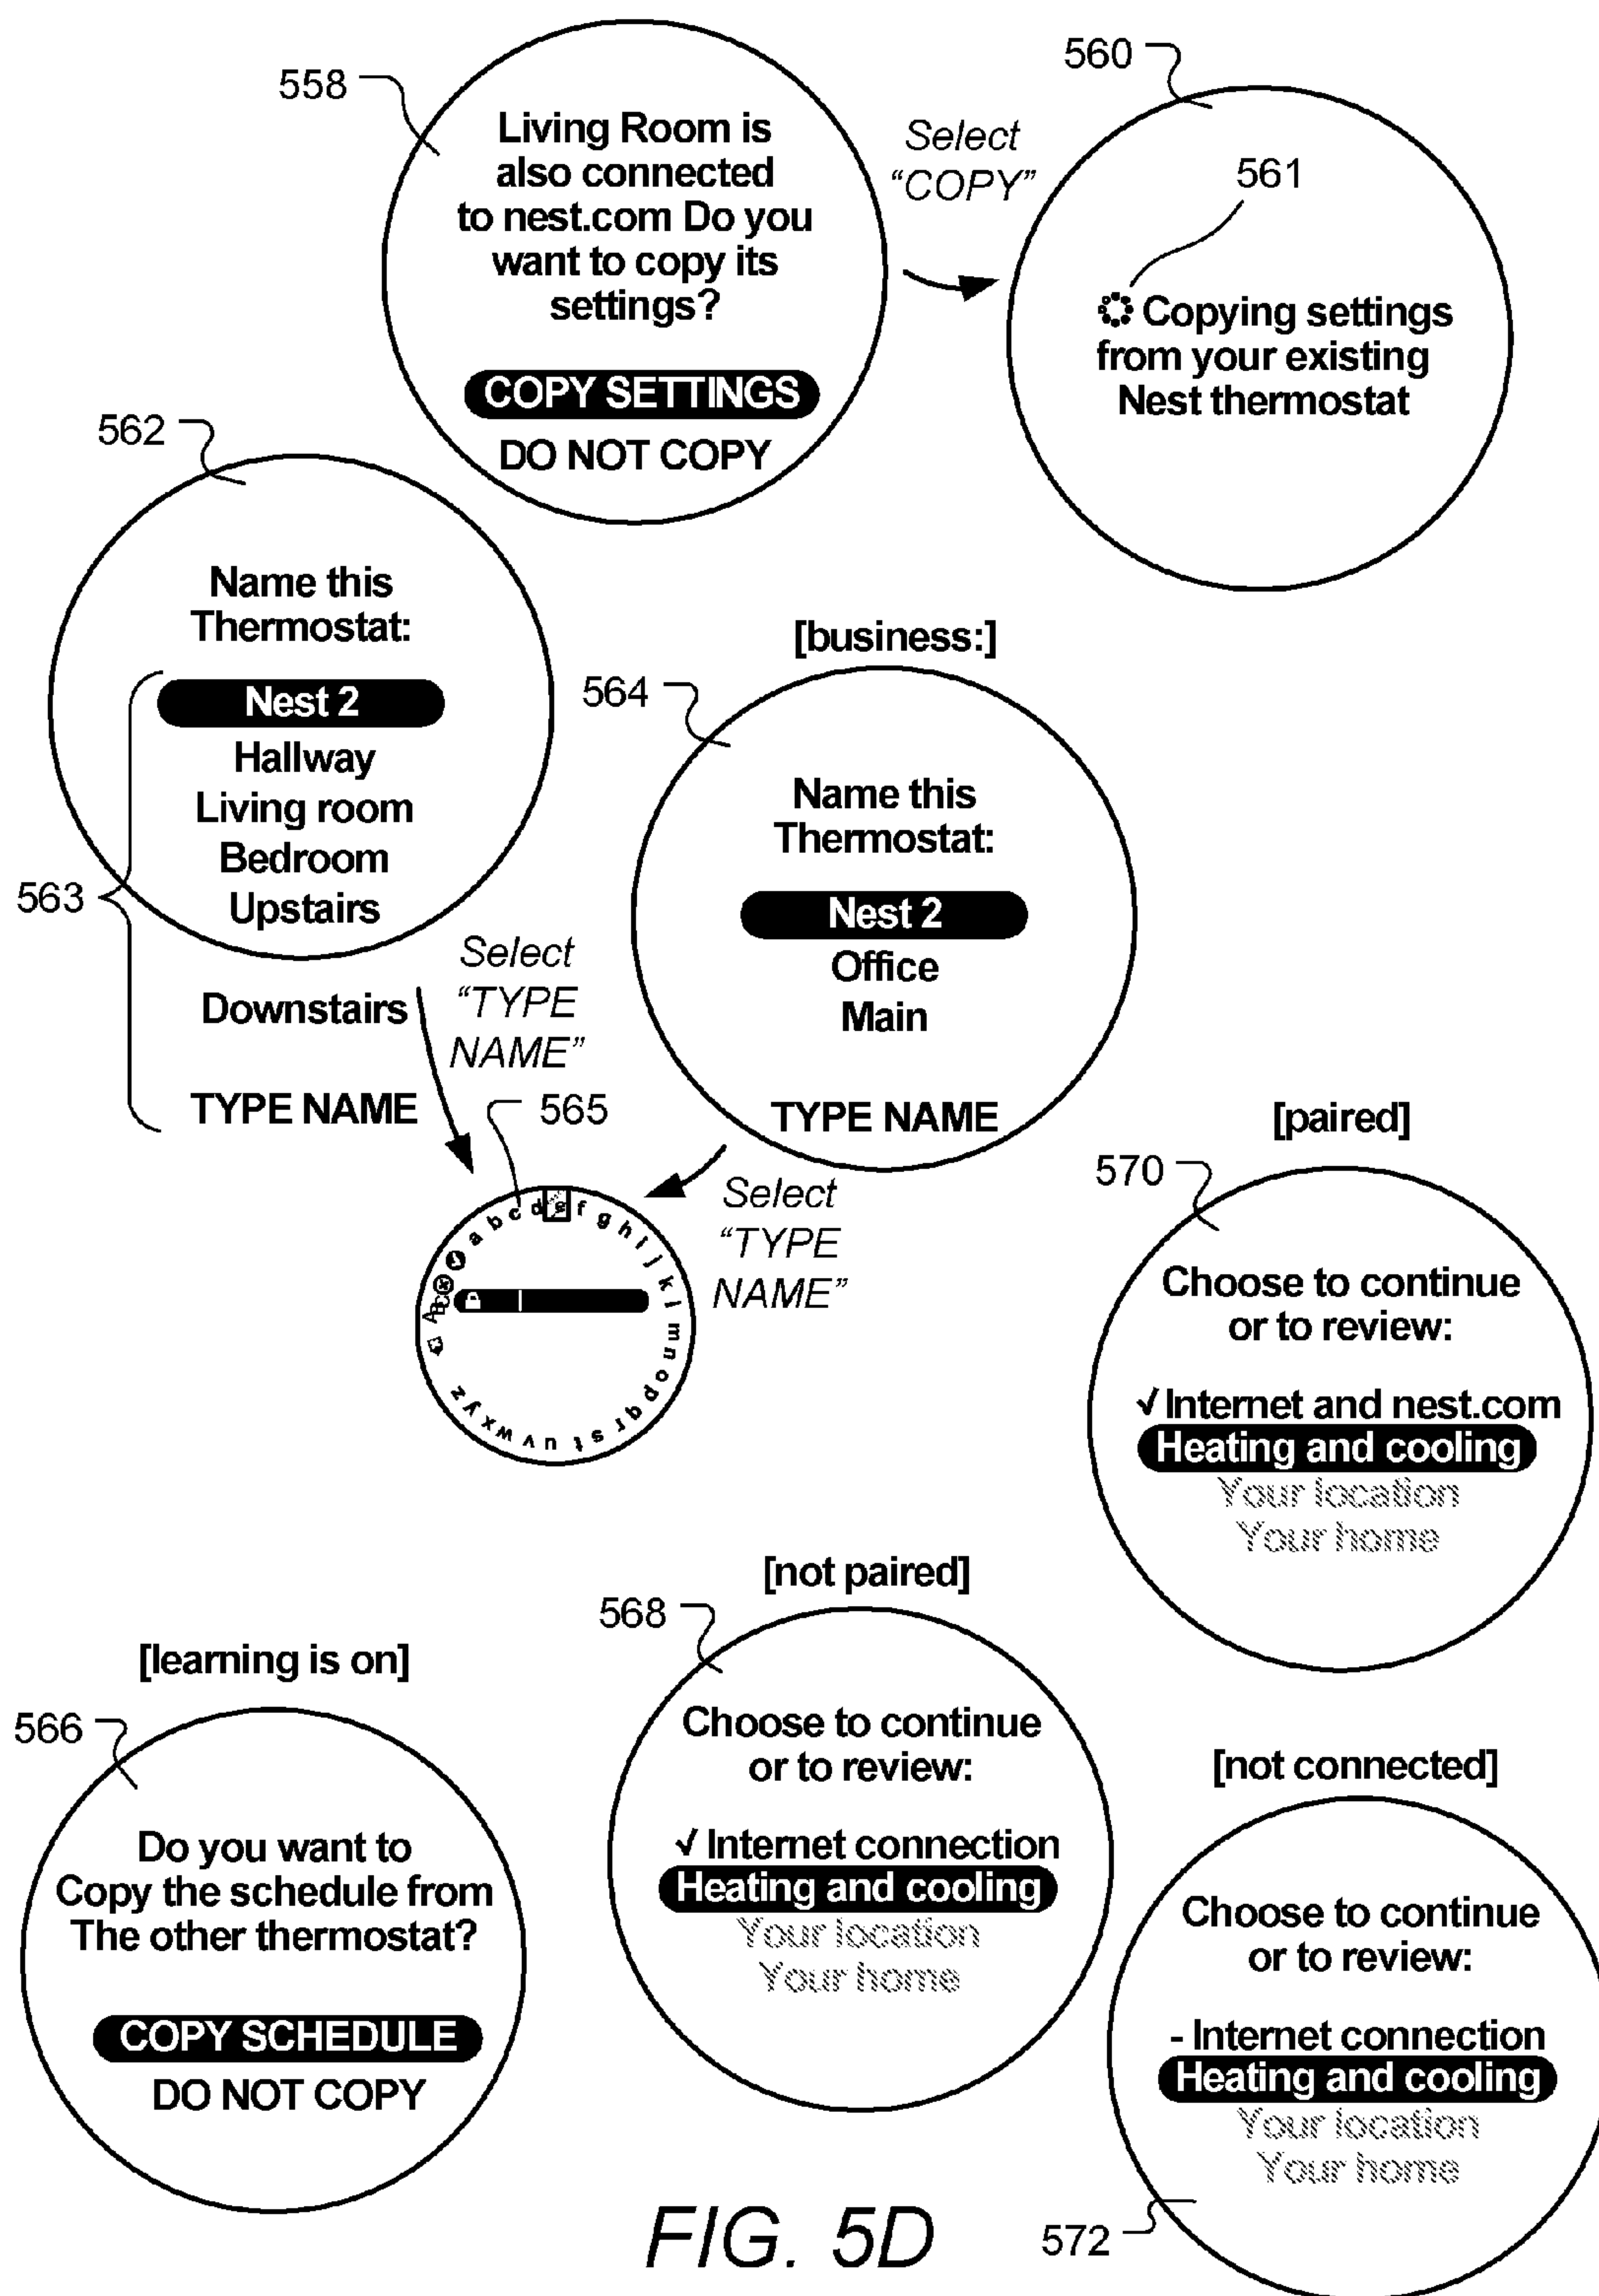 558
Living Room is
also connected
to nest.com Do you
want to copy its
settings?
COPY SETTINGS
DO NOT COPY
Select
“COPY”
560
561
Copying settings
from your existing
Nest thermostat
562
Name this
Thermostat:
563
Nest 2
Hallway
Living room
Bedroom
Upstairs
Downstairs
TYPE NAME
Select
“TYPE
NAME”
[business:]
564
Name this
Thermostat:
Nest 2
Office
Main
TYPE NAME
Select
“TYPE
NAME”
565
a b c d e f g h i j k l m n o p q r s t u v w x y z
ABC
[paired]
570
Choose to continue
or to review:
√ Internet and nest.com
Heating and cooling
Your location
Your home
[learning is on]
566
Do you want to
Copy the schedule from
The other thermostat?
COPY SCHEDULE
DO NOT COPY
[not paired]
568
Choose to continue
or to review:
√ Internet connection
Heating and cooling
Your location
Your home
[not connected]
572
Choose to continue
or to review:
- Internet connection
Heating and cooling
Your location
Your home
FIG. 5D